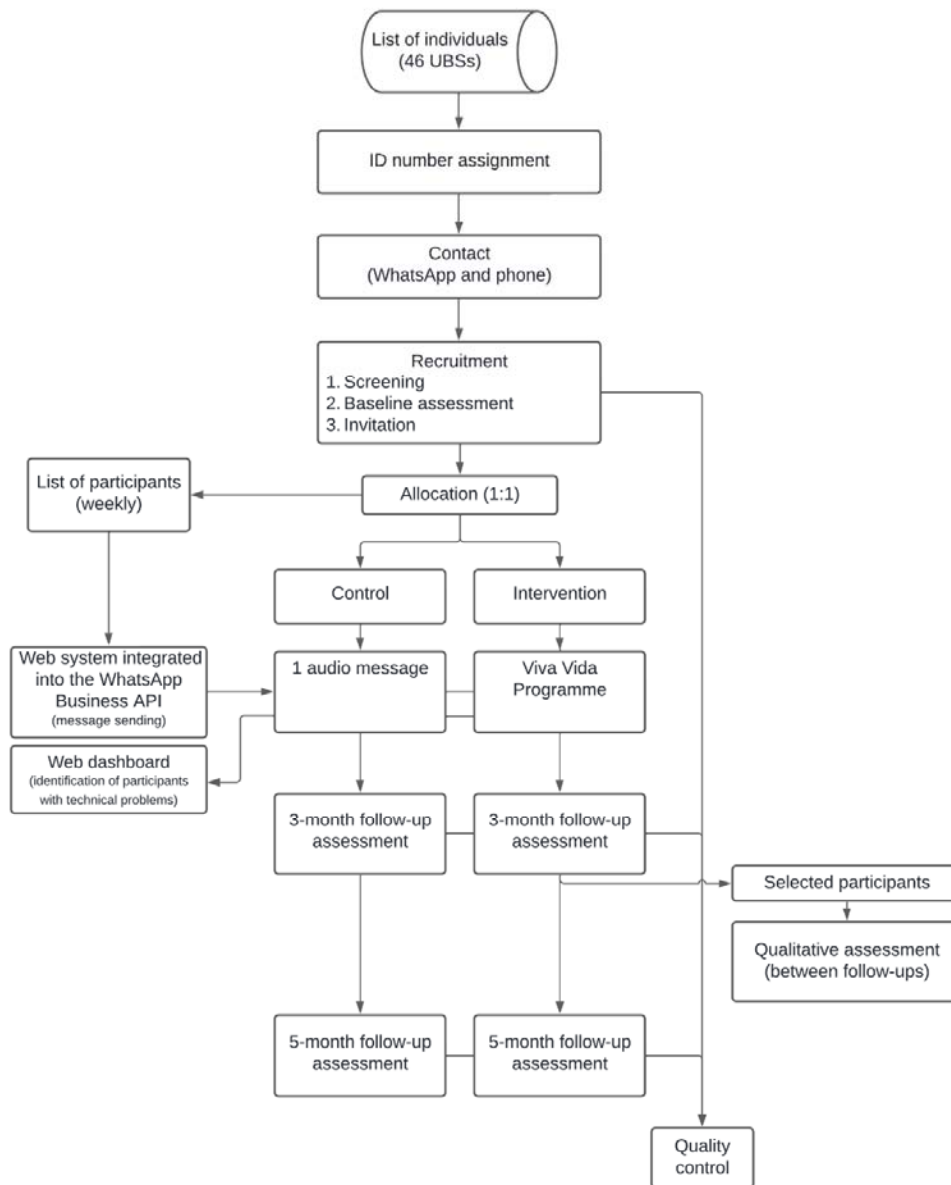 List of individuals
(46 UBSs)
ID number assignment
Contact
(WhatsApp and phone)
Recruitment
1. Screening
2. Baseline assessment
3. Invitation
List of participants
(weekly)
Allocation (1:1)
Control
Intervention
Web system integrated
into the WhatsApp
Business API
(message sending)
1 audio message
Viva Vida
Programme
Web dashboard
(identification of participants
with technical problems)
3-month follow-up
assessment
3-month follow-up
assessment
Selected participants
Qualitative assessment
(between follow-ups)
5-month follow-up
assessment
5-month follow-up
assessment
Quality
control